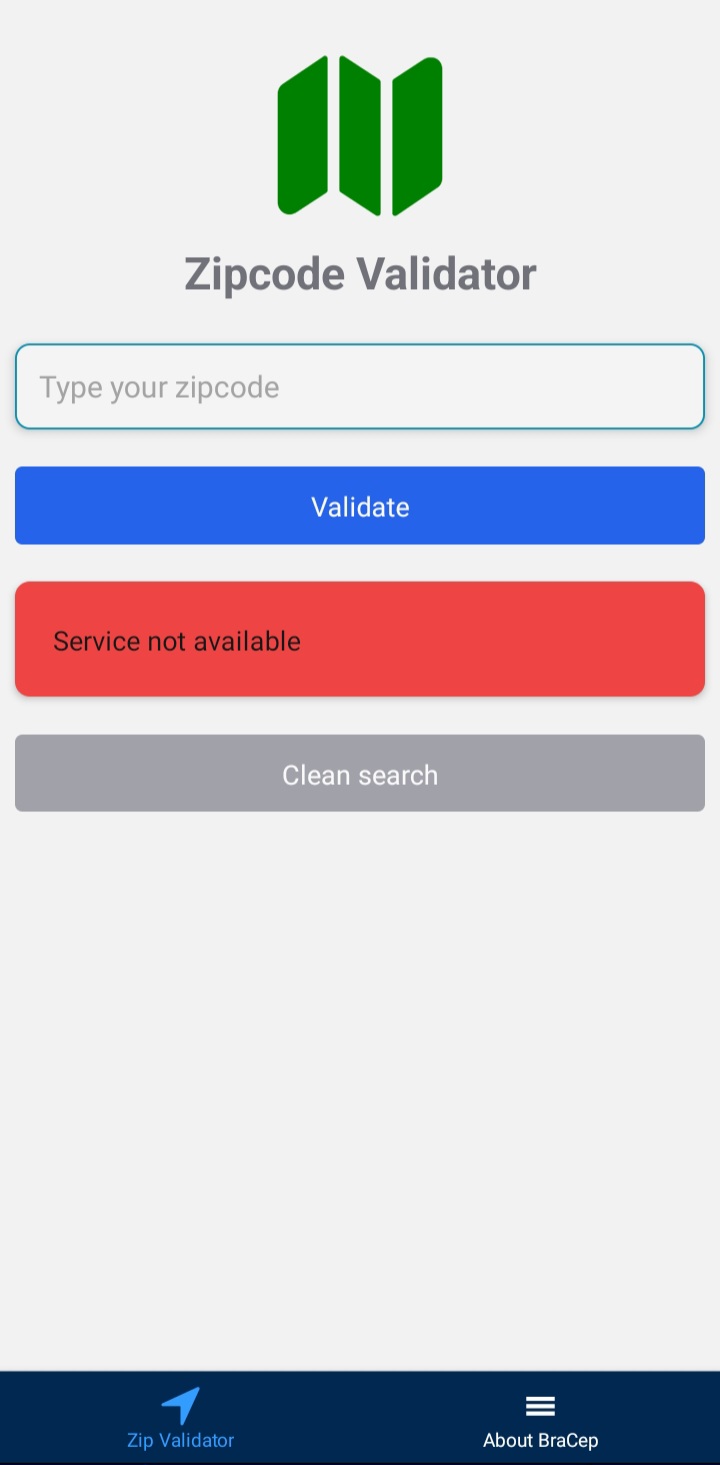 Zipcode Validator
Type your zipcode
Validate
Service not available
Clean search
Zip Validator
About BraCep